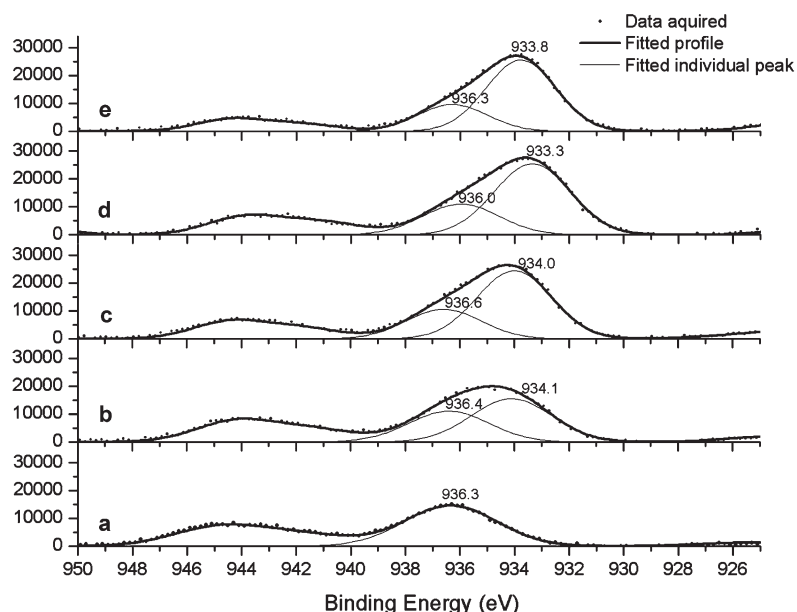 Data aquired
Fitted profile
Fitted individual peak
30000
20000
10000
0
e
933.8
936.3
30000
20000
10000
0
d
933.3
936.0
30000
20000
10000
0
c
934.0
936.6
30000
20000
10000
0
b
934.1
936.4
30000
20000
10000
0
a
936.3
950 948 946 944 942 940 938 936 934 932 930 928 926
Binding Energy (eV)